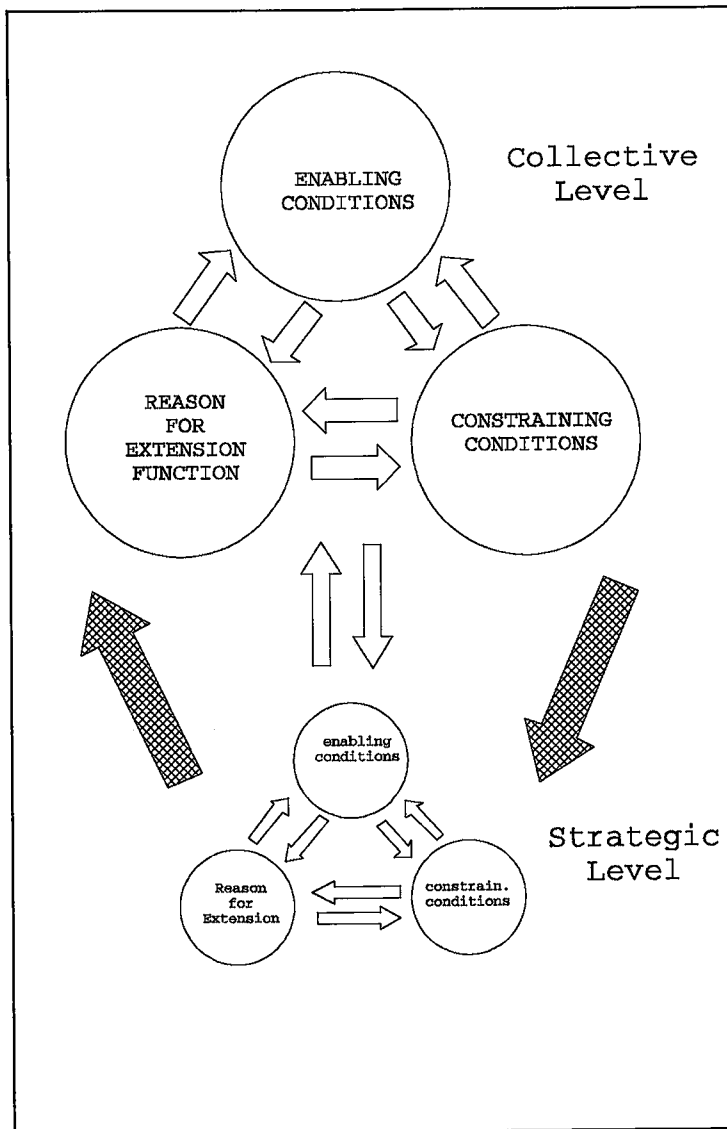 ENABLING
CONDITIONS
Collective
Level
REASON
FOR
EXTENSION
FUNCTION
CONSTRAINING
CONDITIONS
enabling
conditions
Strategic
Level
Reason
for
Extension
constrain.
conditions